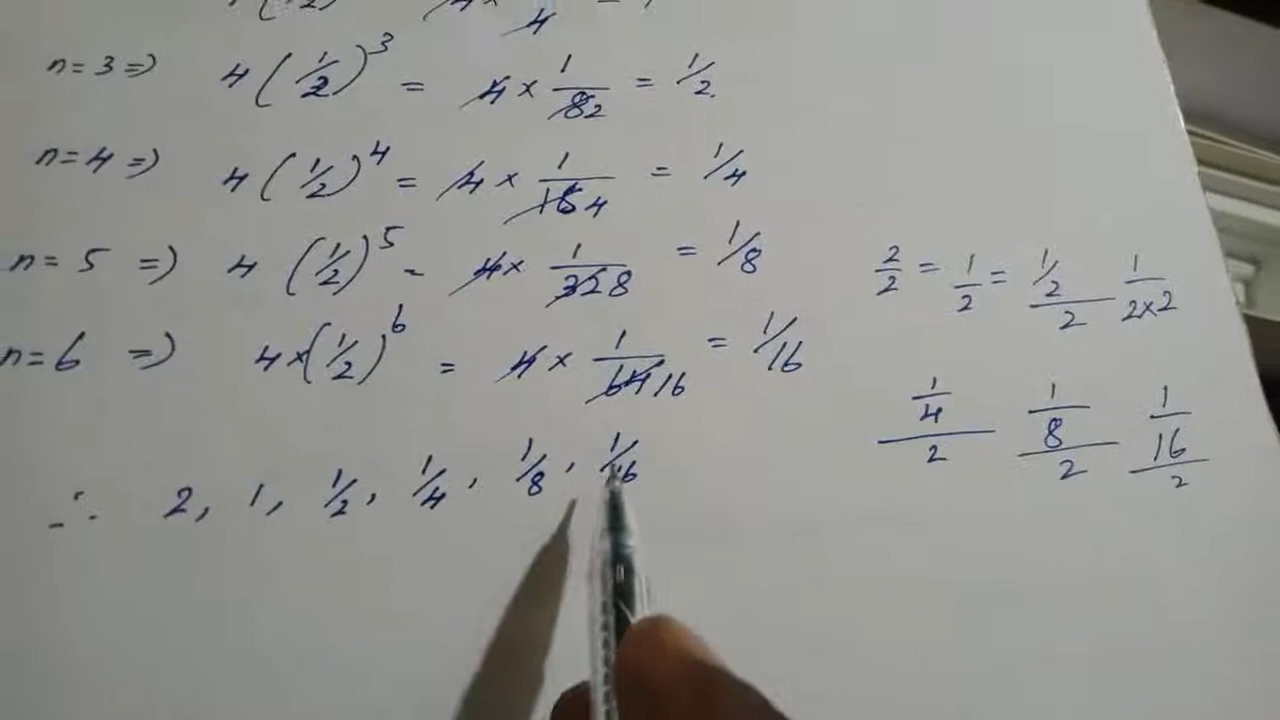 4
n = 3 => 4 (1/2)^3 = 4 × 1/8 2 = 1/2.
n = 4 => 4 (1/2)^4 = 4 × 1/16 4 = 1/4
n = 5 => 4 (1/2)^5 = 4 × 1/32 8 = 1/8
n = 6 => 4 × (1/2)^6 = 4 × 1/64 16 = 1/16
∴ 2, 1, 1/2, 1/4, 1/8, 1/16
2/2 = 1/2 = 1/2/2 1/2×2
1/4/2 1/8/2 1/16/2